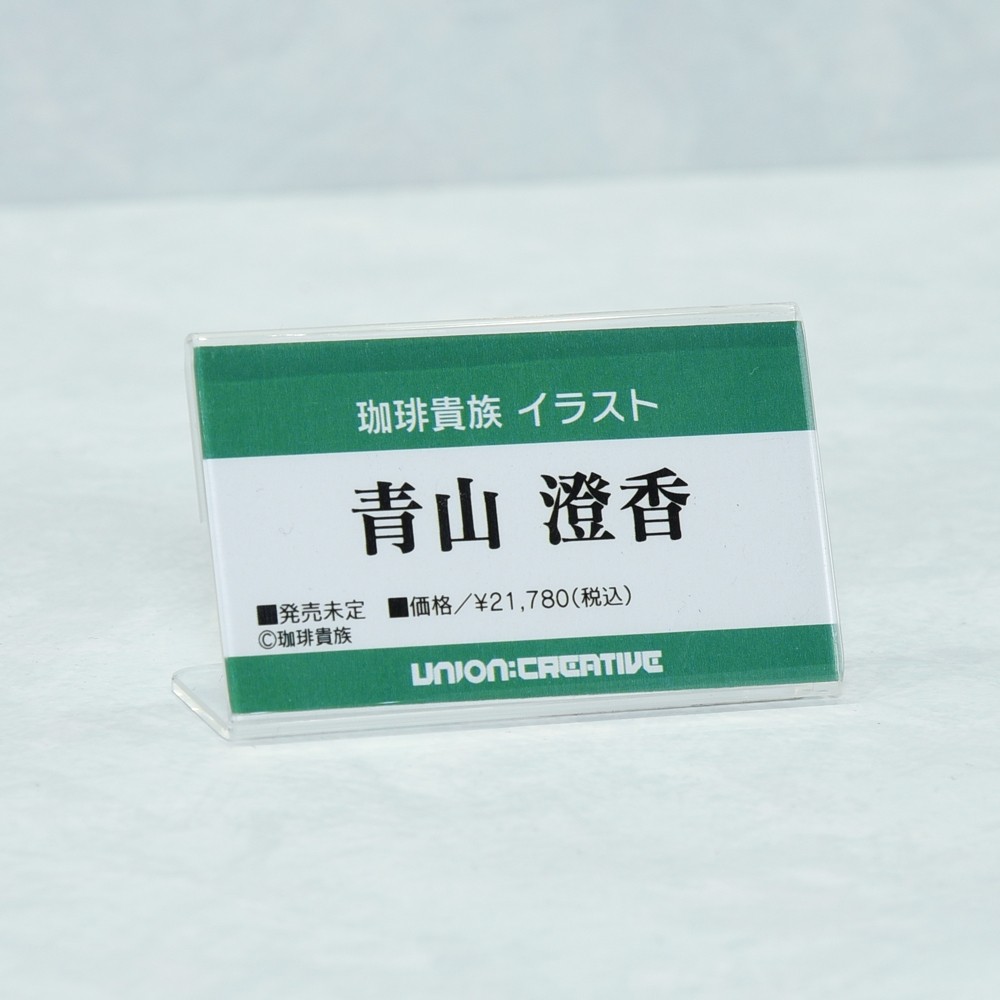 珈琲貴族 イラスト
青山 澄香
■発売未定 ■価格/¥21,780(税込)
©珈琲貴族
UNION:CREATIVE